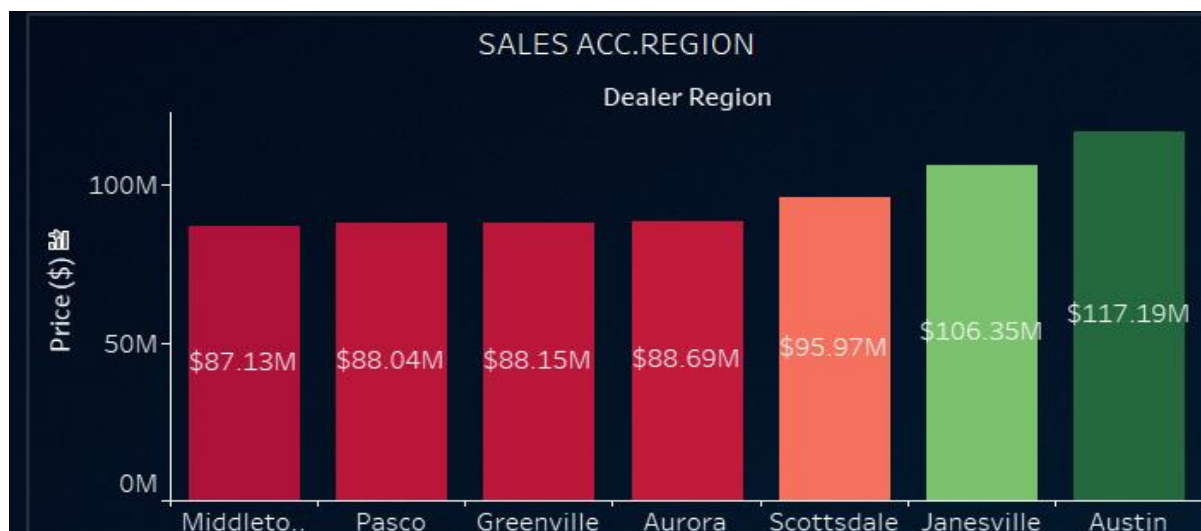 SALES ACC.REGION
Dealer Region
Price ($)
100M
50M
0M
$87.13M $88.04M $88.15M $88.69M $95.97M $106.35M $117.19M
Middleto.. Pasco Greenville Aurora Scottsdale Janesville Austin